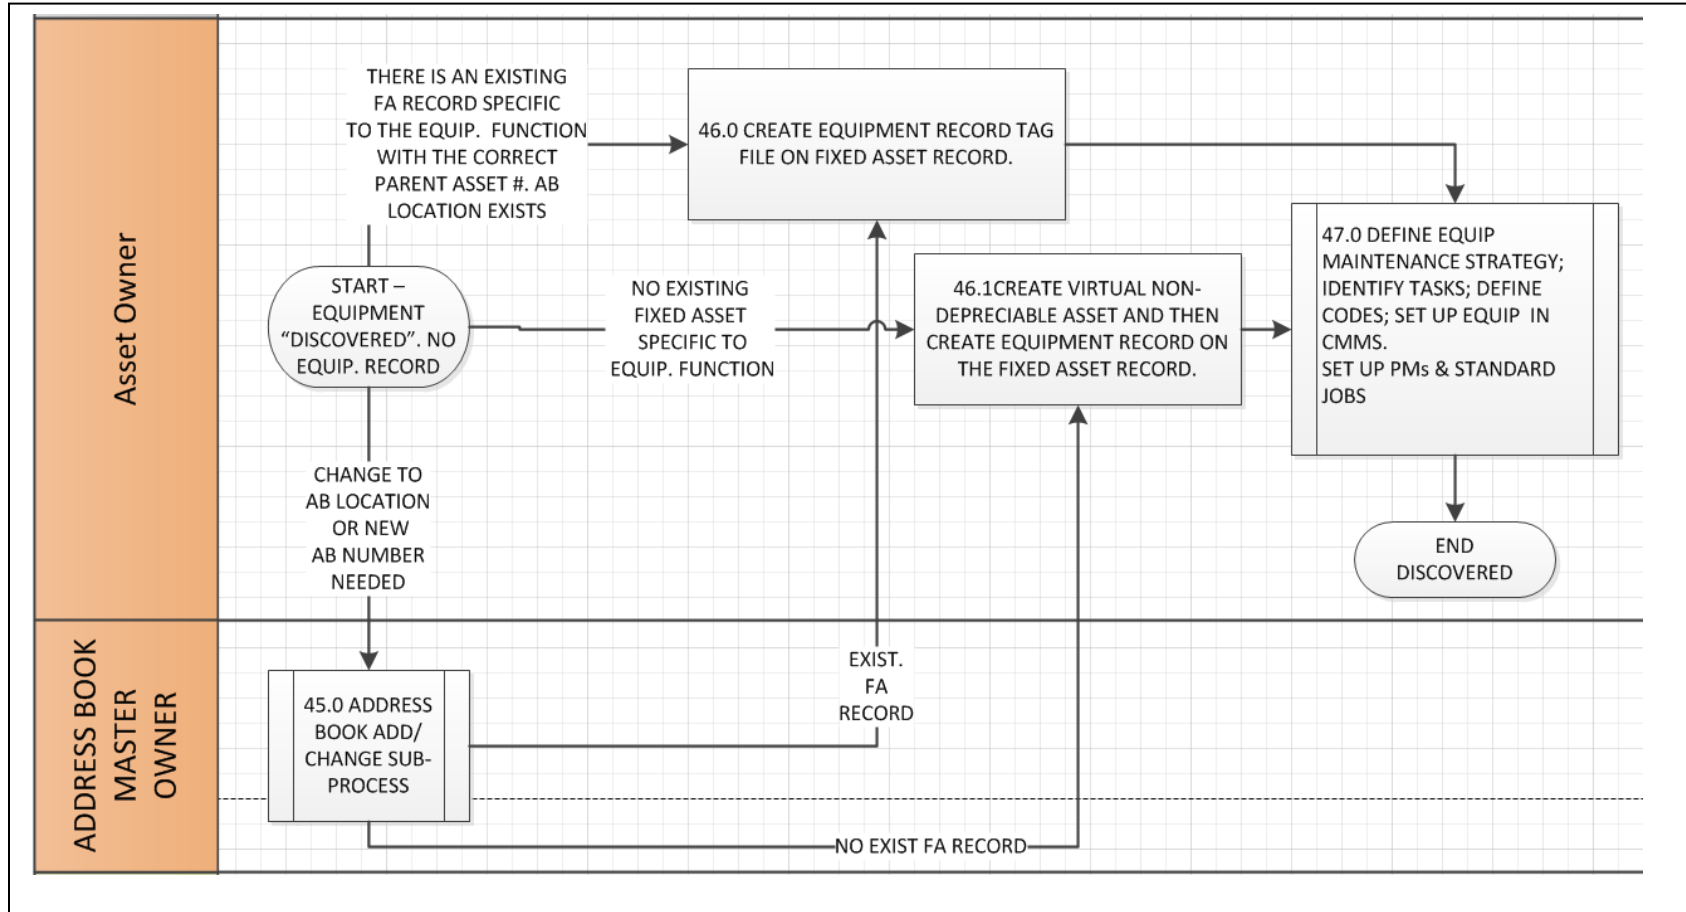 Asset Owner
THERE IS AN EXISTING
FA RECORD SPECIFIC
TO THE EQUIP.  FUNCTION
WITH THE CORRECT
PARENT ASSET #. AB
LOCATION EXISTS
46.0 CREATE EQUIPMENT RECORD TAG
FILE ON FIXED ASSET RECORD.
START –
EQUIPMENT
“DISCOVERED”. NO
EQUIP. RECORD
NO EXISTING
FIXED ASSET
SPECIFIC TO
EQUIP. FUNCTION
46.1CREATE VIRTUAL NON-
DEPRECIABLE ASSET AND THEN
CREATE EQUIPMENT RECORD ON
THE FIXED ASSET RECORD.
47.0 DEFINE EQUIP
MAINTENANCE STRATEGY;
IDENTIFY TASKS; DEFINE
CODES; SET UP EQUIP  IN
CMMS.
SET UP PMs & STANDARD
JOBS
CHANGE TO
AB LOCATION
OR NEW
AB NUMBER
NEEDED
END
DISCOVERED
ADDRESS BOOK
MASTER
OWNER
45.0 ADDRESS
BOOK ADD/
CHANGE SUB-
PROCESS
EXIST.
FA
RECORD
NO EXIST FA RECORD